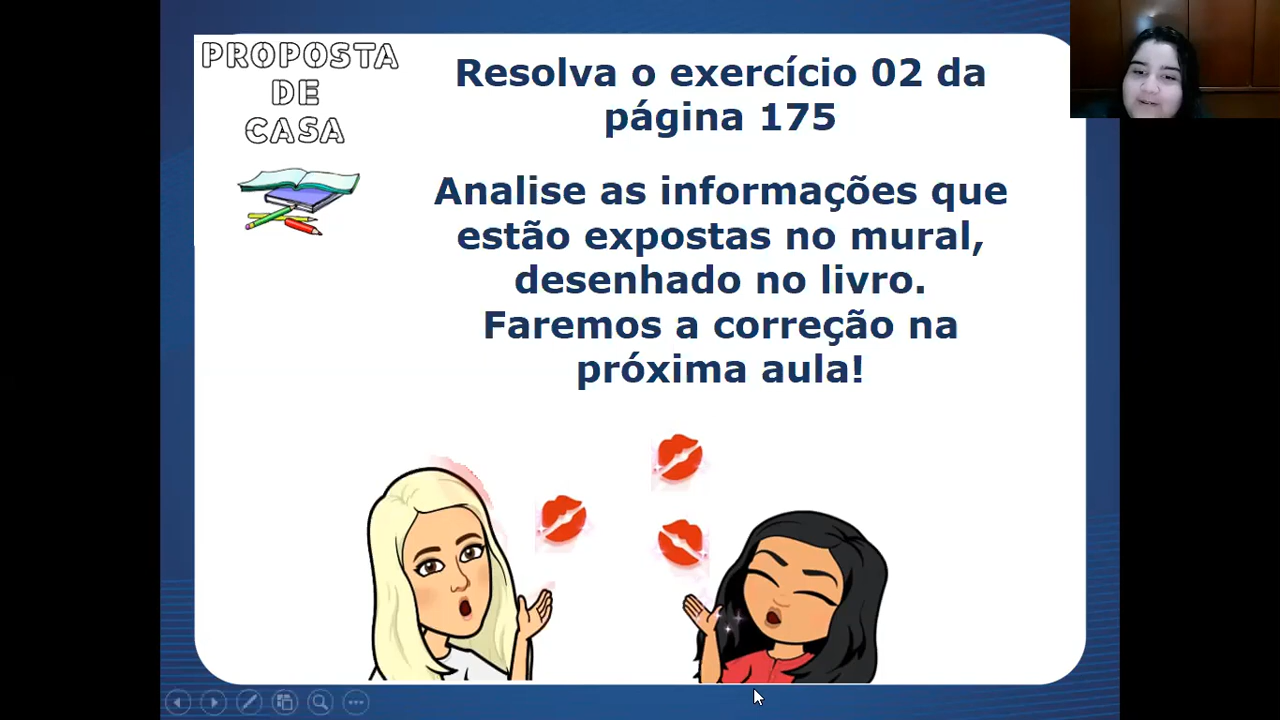 PROPOSTA
DE
CASA
Resolva o exercício 02 da
página 175
Analise as informações que
estão expostas no mural,
desenhado no livro.
Faremos a correção na
próxima aula!